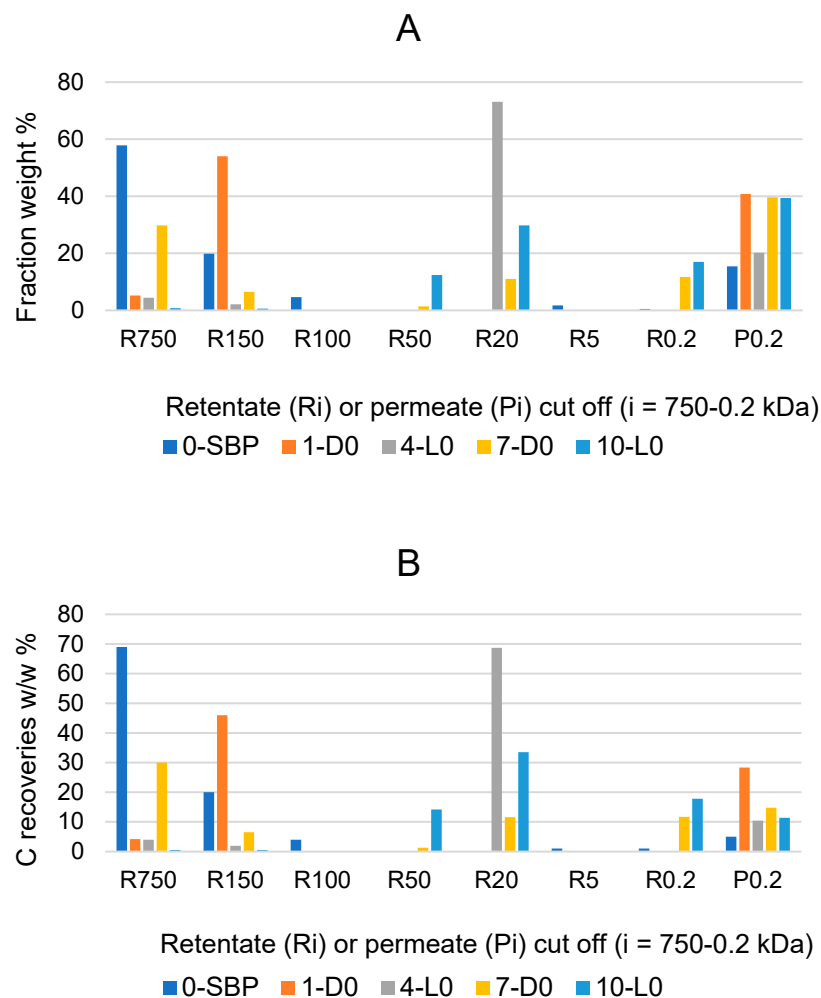 A
Fraction weight %
80
60
40
20
0
R750 R150 R100 R50 R20 R5 R0.2 P0.2
Retentate (Ri) or permeate (Pi) cut off (i = 750-0.2 kDa)
0-SBP 1-D0 4-L0 7-D0 10-L0
B
C recoveries w/w %
80
70
60
50
40
30
20
10
0
R750 R150 R100 R50 R20 R5 R0.2 P0.2
Retentate (Ri) or permeate (Pi) cut off (i = 750-0.2 kDa)
0-SBP 1-D0 4-L0 7-D0 10-L0